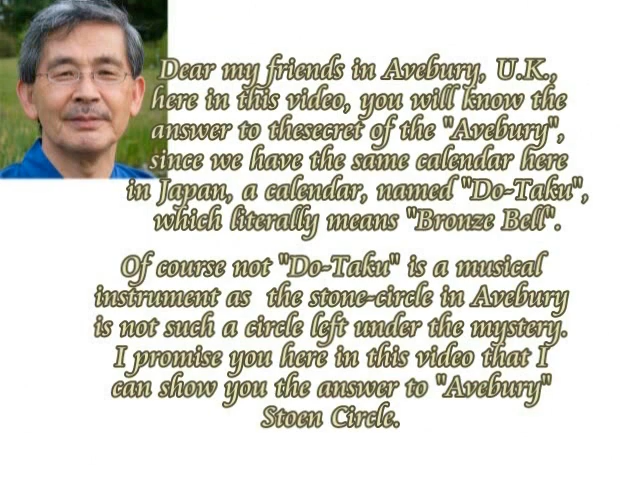 Dear my friends in Avebury, U.K.,
here in this video, you will know the
answer to thesecret of the "Avebury",
since we have the same calendar here
in Japan, a calendar, named "Do-Taku",
which literally means "Bronze Bell".
Of course not "Do-Taku" is a musical
instrument as the stone-circle in Avebury
is not such a circle left under the mystery.
I promise you here in this video that I
can show you the answer to "Avebury"
Stoen Circle.